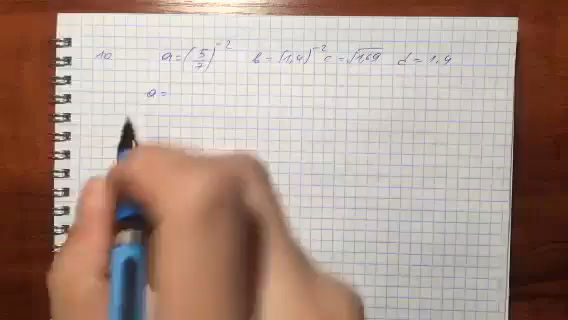 10 a = (5/7)^-2 b = (1,4)^-2 c = √1,69 d = 1,4
a =